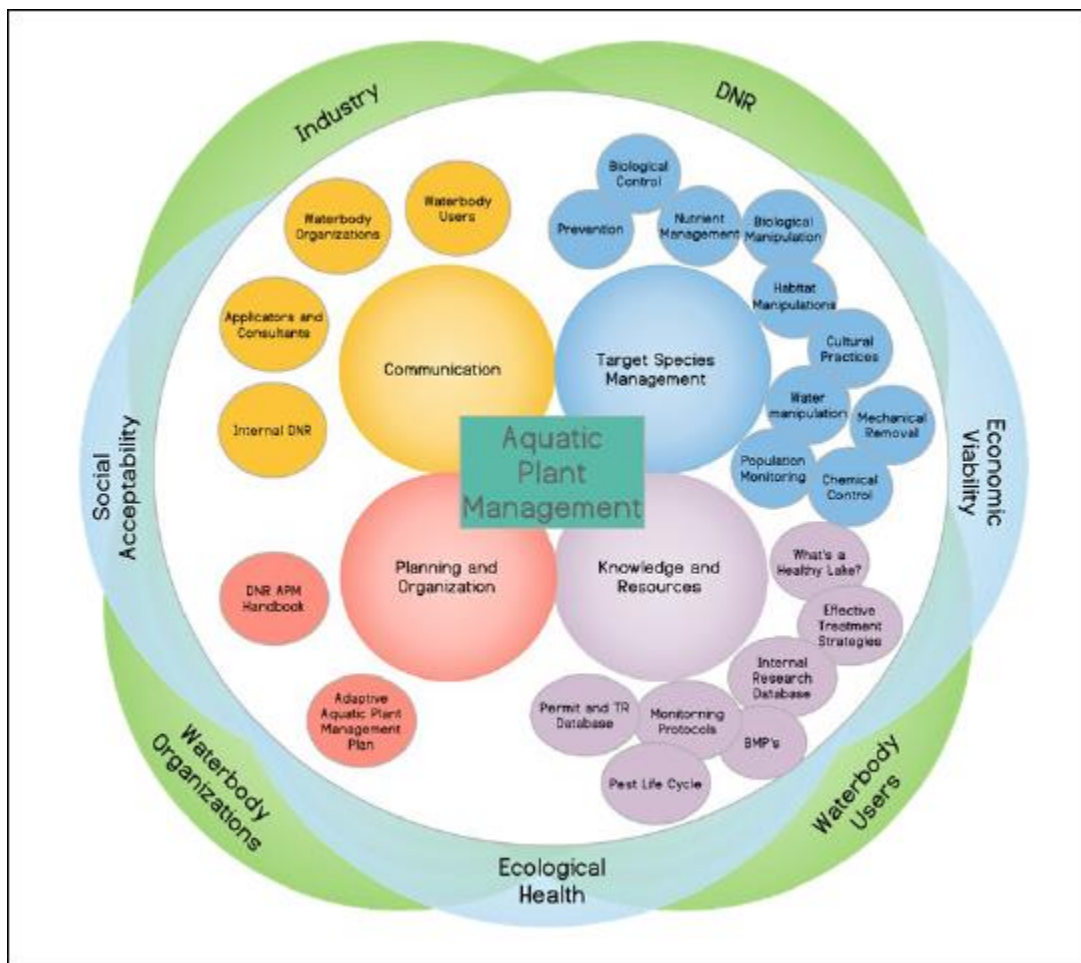 Industry
DNR
Biological
Control
Waterbody
Users
Waterbody
Organizations
Prevention
Nutrient
Management
Biological
Manipulation
Habitat
Manipulations
Applicators and
Consultants
Cultural
Practices
Communication
Target Species
Management
Water
manipulation
Mechanical
Removal
Internal DNR
Aquatic
Plant
Management
Population
Monitoring
Chemical
Control
Social
Acceptability
Economic
Viability
What's a
Healthy Lake?
Planning and
Organization
Knowledge and
Resources
DNR APM
Handbook
Effective
Treatment
Strategies
Internal
Research
Database
Adaptive
Aquatic Plant
Management
Plan
Permit and TR
Database
Monitorning
Protocols
BMP's
Pest Life Cycle
Waterbody
Organizations
Waterbody
Users
Ecological
Health